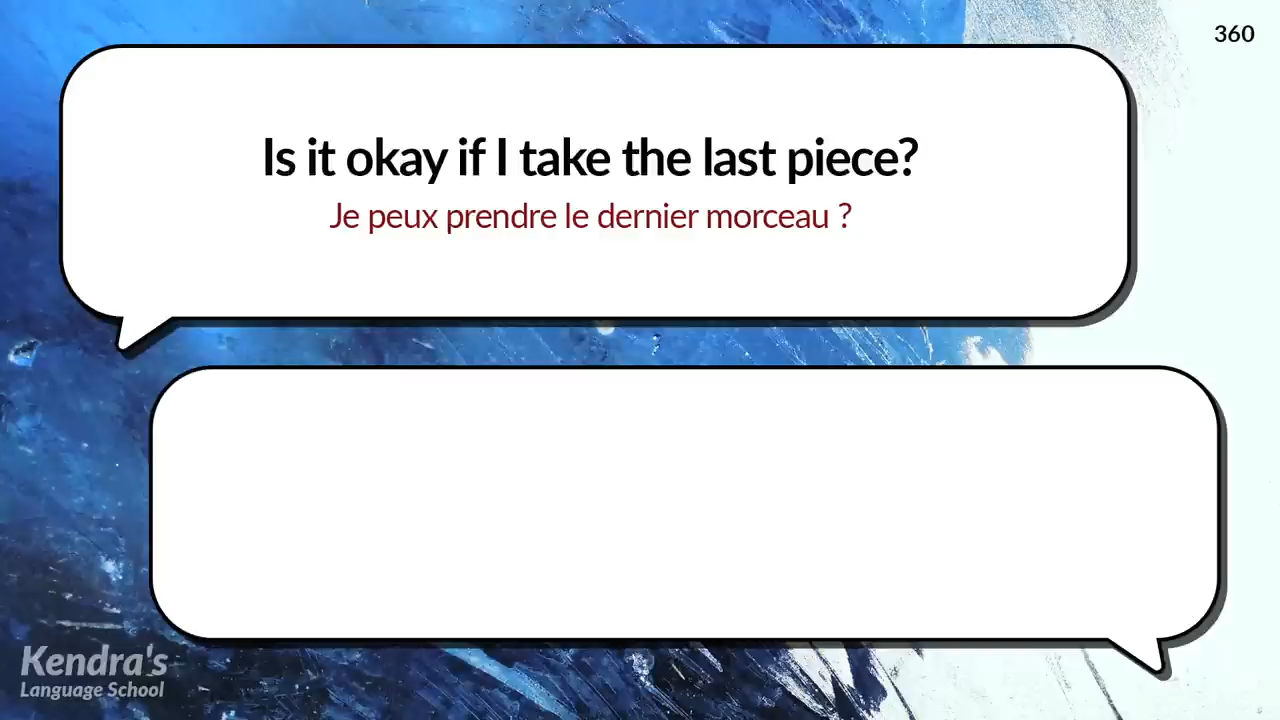 360
Is it okay if I take the last piece?
Je peux prendre le dernier morceau ?
Kendra's
Language School